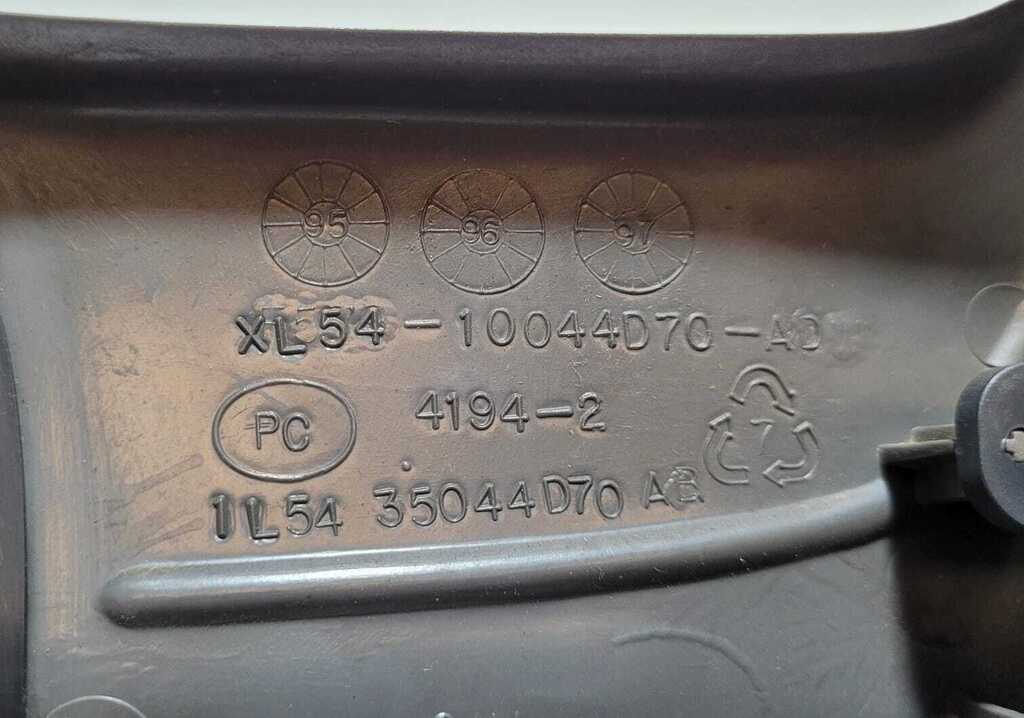 95 96 97
XL54-10044D70-AD
PC 4194-2 7
1L54 35044D70 AB